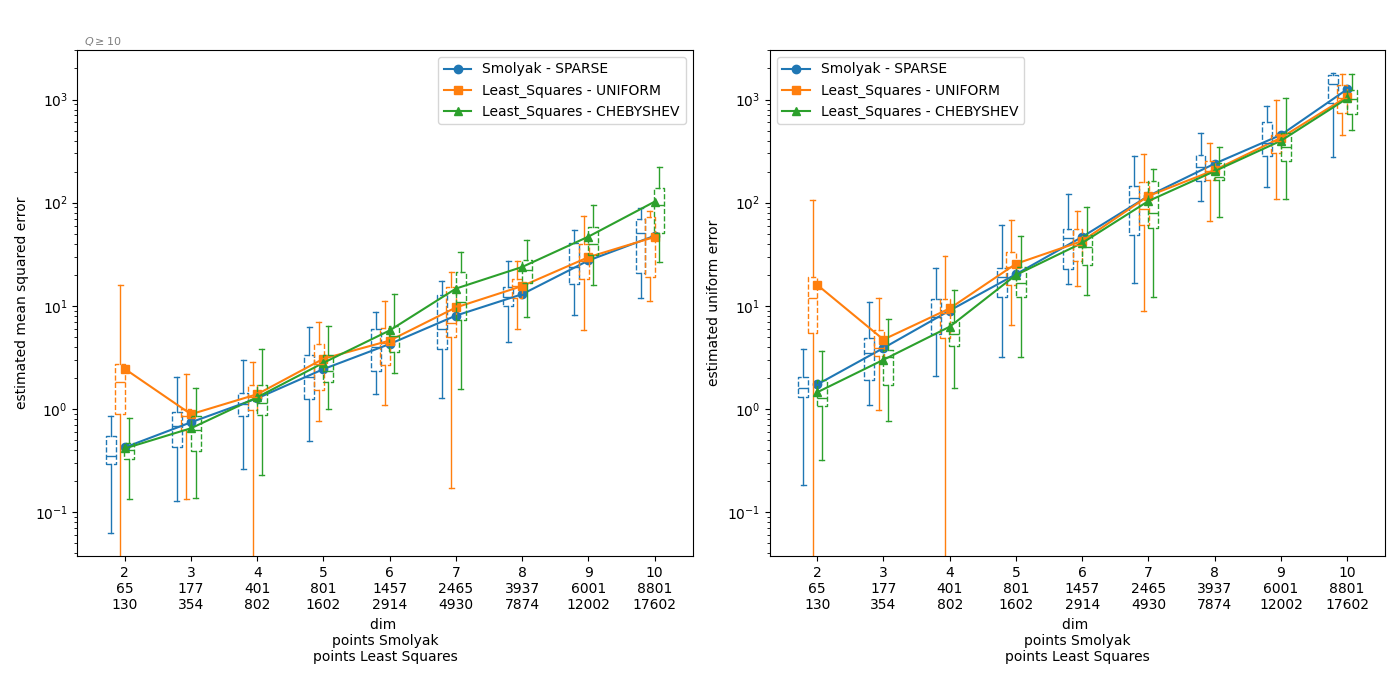 Q ≥ 10
estimated mean squared error
10³
10²
10¹
10⁰
10⁻¹
Smolyak - SPARSE
Least_Squares - UNIFORM
Least_Squares - CHEBYSHEV
2 3 4 5 6 7 8 9 10
65 177 401 801 1457 2465 3937 6001 8801
130 354 802 1602 2914 4930 7874 12002 17602
dim
points Smolyak
points Least Squares
estimated uniform error
10³
10²
10¹
10⁰
10⁻¹
Smolyak - SPARSE
Least_Squares - UNIFORM
Least_Squares - CHEBYSHEV
2 3 4 5 6 7 8 9 10
65 177 401 801 1457 2465 3937 6001 8801
130 354 802 1602 2914 4930 7874 12002 17602
dim
points Smolyak
points Least Squares